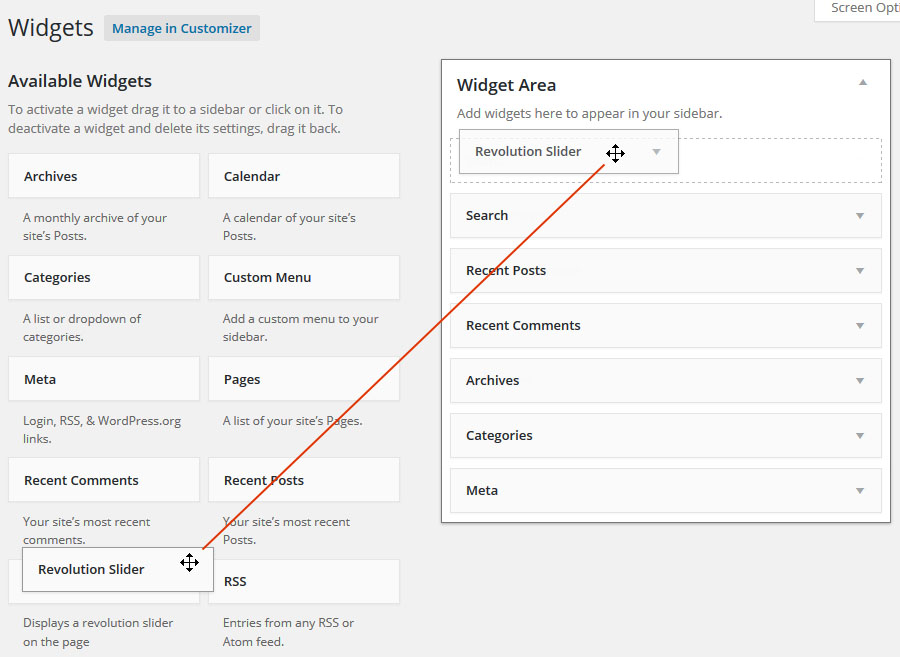 Widgets
Manage in Customizer
Screen Opti
Available Widgets
To activate a widget drag it to a sidebar or click on it. To
deactivate a widget and delete its settings, drag it back.
Archives
Calendar
A monthly archive of your
site's Posts.
A calendar of your site's
Posts.
Categories
Custom Menu
A list or dropdown of
categories.
Add a custom menu to your
sidebar.
Meta
Pages
Login, RSS, & WordPress.org
links.
A list of your site's Pages.
Recent Comments
Recent Posts
Your site's most recent
comments.
Your site's most recent
Posts.
Revolution Slider
RSS
Displays a revolution slider
on the page
Entries from any RSS or
Atom feed.
Widget Area
Add widgets here to appear in your sidebar.
Revolution Slider
Search
Recent Posts
Recent Comments
Archives
Categories
Meta